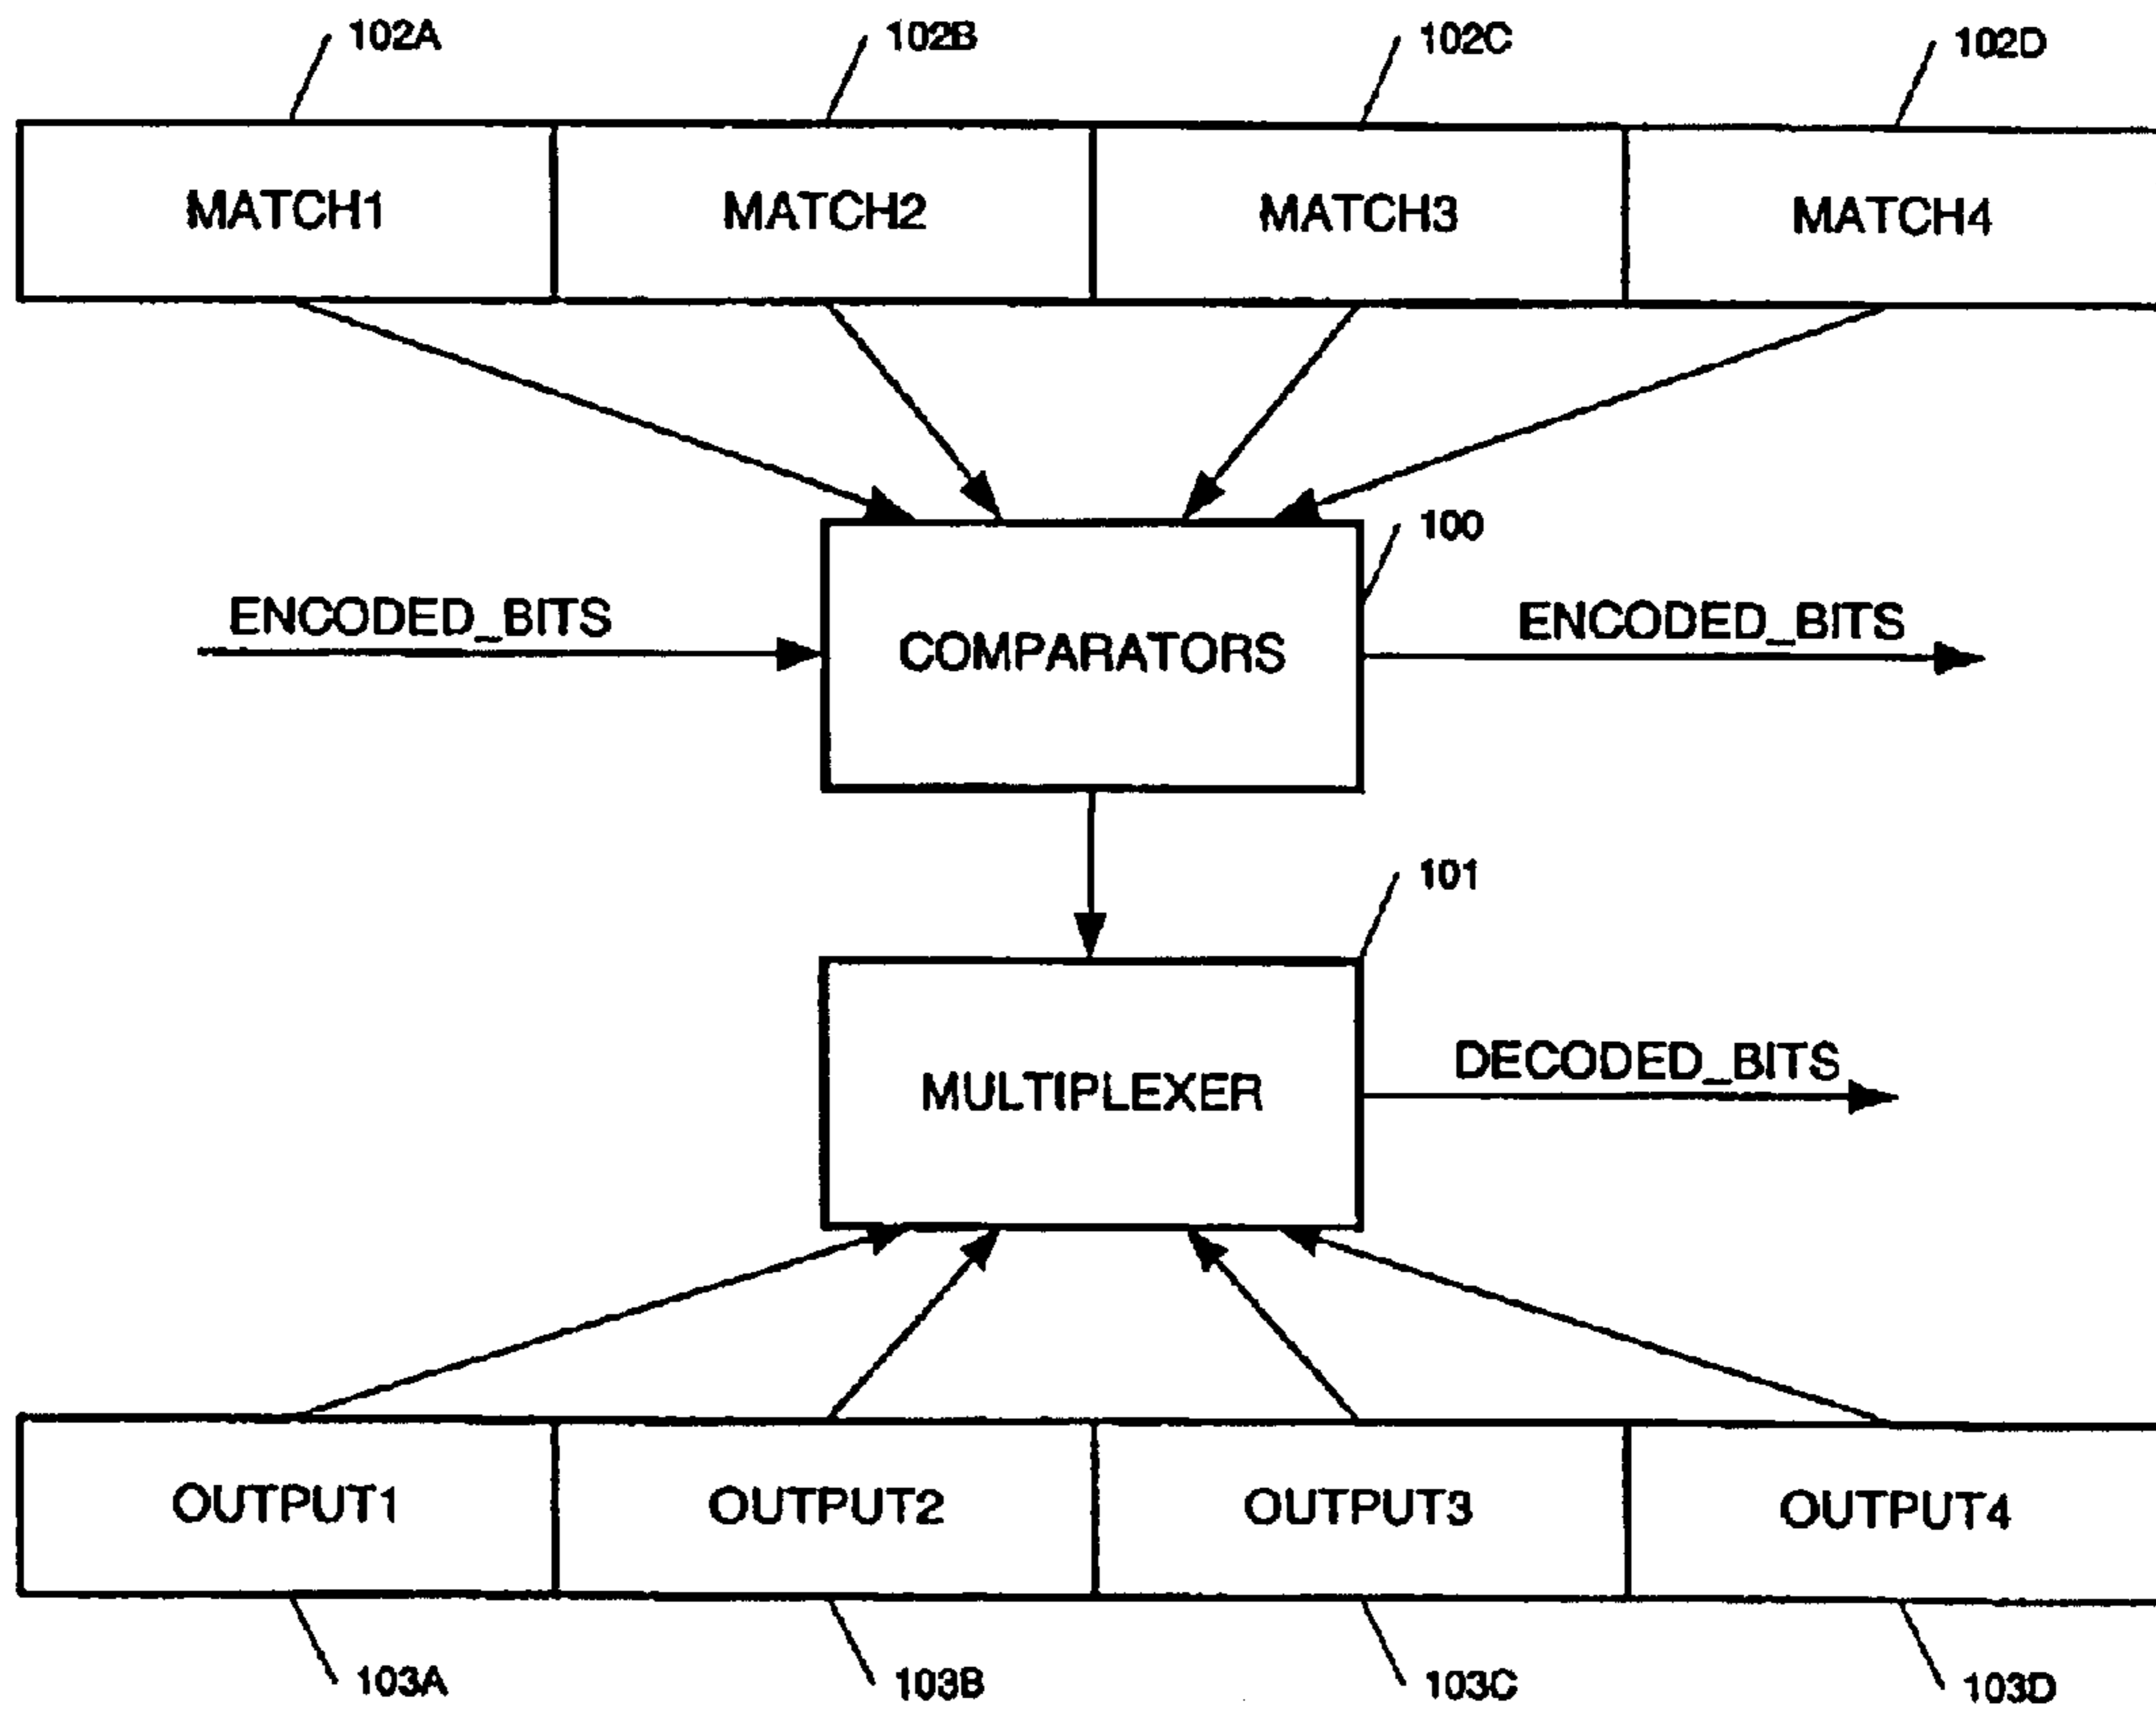 102A 102B 102C 102D
MATCH1 MATCH2 MATCH3 MATCH4
100
ENCODED_BITS COMPARATORS ENCODED_BITS
101
MULTIPLEXER DECODED_BITS
OUTPUT1 OUTPUT2 OUTPUT3 OUTPUT4
103A 103B 103C 103D